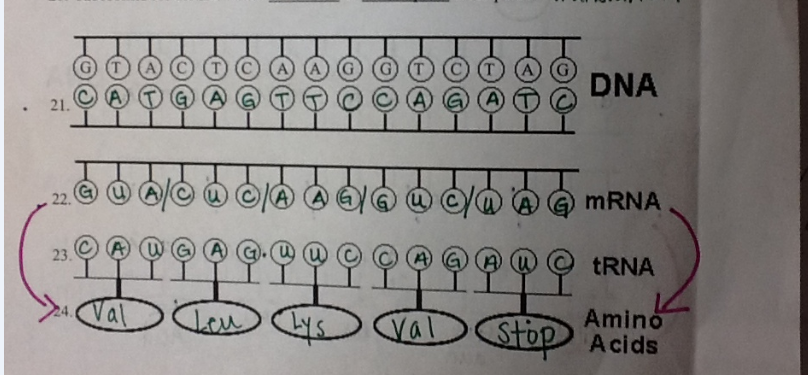 G T A C T C A A G G T C T A G DNA
21. C A T G A G T T C C A G A T C
22. G U A/C U C/A A G/G U C/U A G mRNA
23. C A U G A G. U U C C A G A U C tRNA
24. Val Leu Lys Val Stop Amino
Acids